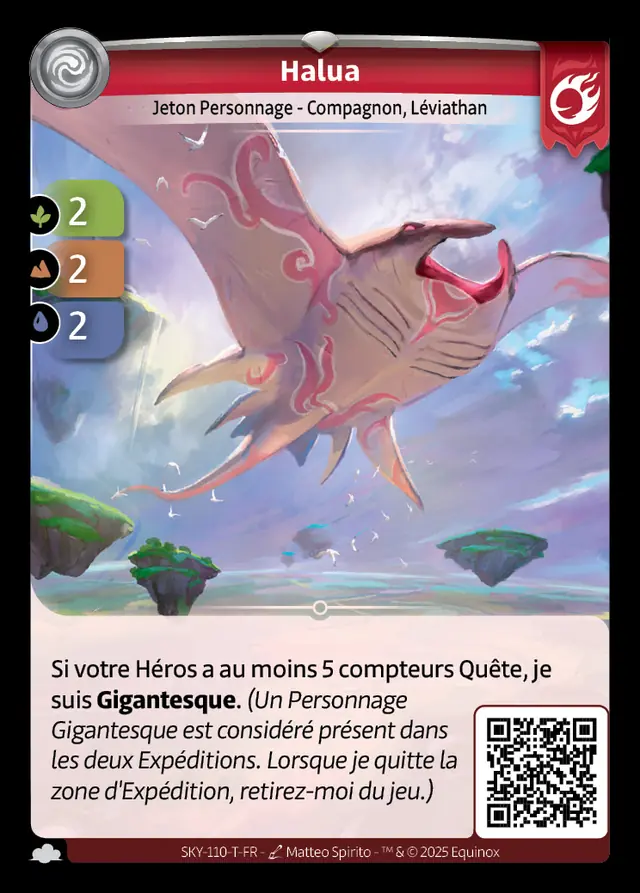 Halua
Jeton Personnage - Compagnon, Léviathan
2
2
2
Si votre Héros a au moins 5 compteurs Quête, je
suis Gigantesque. (Un Personnage
Gigantesque est considéré présent dans
les deux Expéditions. Lorsque je quitte la
zone d'Expédition, retirez-moi du jeu.)
SKY-110-T-FR - Matteo Spirito - ™ & © 2025 Equinox